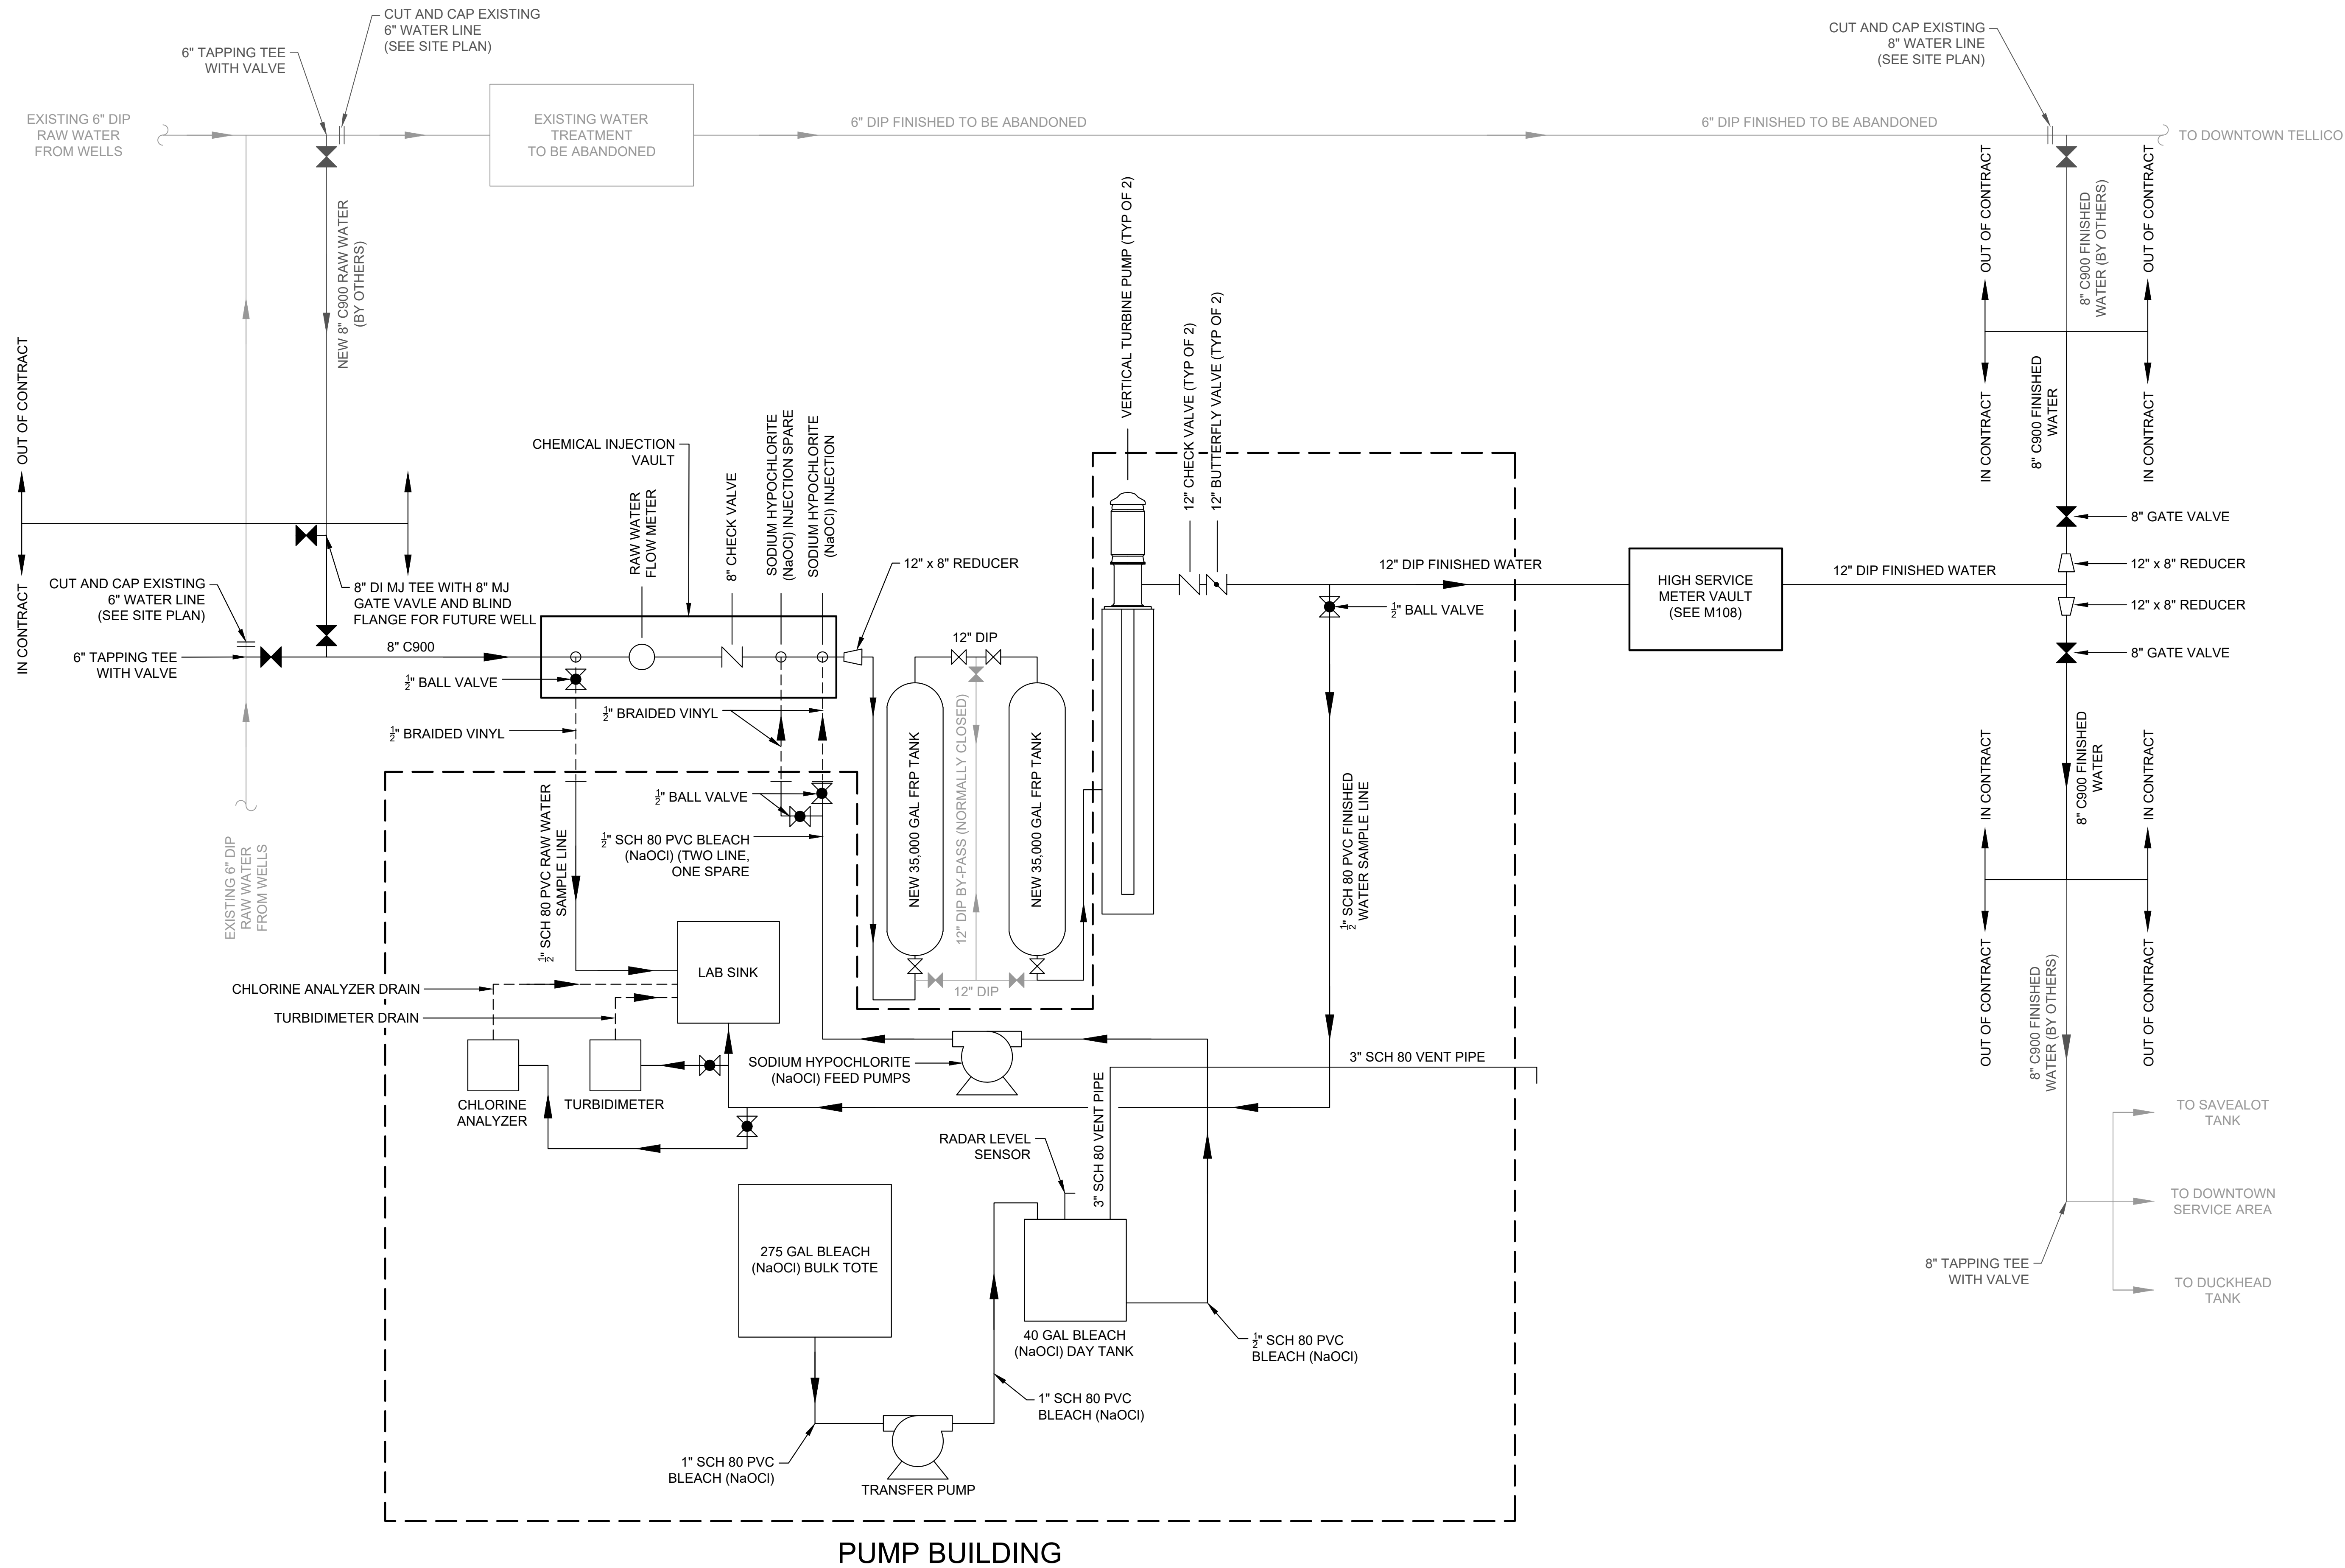 CUT AND CAP EXISTING
6" WATER LINE
(SEE SITE PLAN)
6" TAPPING TEE
WITH VALVE
CUT AND CAP EXISTING
8" WATER LINE
(SEE SITE PLAN)
EXISTING 6" DIP
RAW WATER
FROM WELLS
EXISTING WATER
TREATMENT
TO BE ABANDONED
6" DIP FINISHED TO BE ABANDONED
6" DIP FINISHED TO BE ABANDONED
TO DOWNTOWN TELLICO
NEW 8" C900 RAW WATER
(BY OTHERS)
OUT OF CONTRACT
IN CONTRACT
OUT OF CONTRACT
IN CONTRACT
8" C900 FINISHED
WATER (BY OTHERS)
OUT OF CONTRACT
IN CONTRACT
8" C900 FINISHED
WATER
VERTICAL TURBINE PUMP (TYP OF 2)
12" CHECK VALVE (TYP OF 2)
12" BUTTERFLY VALVE (TYP OF 2)
CHEMICAL INJECTION
VAULT
RAW WATER
FLOW METER
8" CHECK VALVE
SODIUM HYPOCHLORITE
(NaOCl) INJECTION SPARE
SODIUM HYPOCHLORITE
(NaOCl) INJECTION
12" x 8" REDUCER
CUT AND CAP EXISTING
6" WATER LINE
(SEE SITE PLAN)
8" DI MJ TEE WITH 8" MJ
GATE VAVLE AND BLIND
FLANGE FOR FUTURE WELL
6" TAPPING TEE
WITH VALVE
8" C900
½" BALL VALVE
½" BRAIDED VINYL
½" BRAIDED VINYL
12" DIP
12" DIP FINISHED WATER
½" BALL VALVE
HIGH SERVICE
METER VAULT
(SEE M108)
12" DIP FINISHED WATER
8" GATE VALVE
12" x 8" REDUCER
12" x 8" REDUCER
8" GATE VALVE
8" C900 FINISHED
WATER
IN CONTRACT
OUT OF CONTRACT
IN CONTRACT
OUT OF CONTRACT
8" C900 FINISHED
WATER (BY OTHERS)
EXISTING 6" DIP
RAW WATER
FROM WELLS
½" SCH 80 PVC RAW WATER
SAMPLE LINE
½" BALL VALVE
½" SCH 80 PVC BLEACH
(NaOCl) (TWO LINE,
ONE SPARE
NEW 35,000 GAL FRP TANK
12" DIP BY-PASS (NORMALLY CLOSED)
NEW 35,000 GAL FRP TANK
12" DIP
½" SCH 80 PVC FINISHED
WATER SAMPLE LINE
LAB SINK
CHLORINE ANALYZER DRAIN
TURBIDIMETER DRAIN
CHLORINE
ANALYZER
TURBIDIMETER
SODIUM HYPOCHLORITE
(NaOCl) FEED PUMPS
3" SCH 80 VENT PIPE
3" SCH 80 VENT PIPE
RADAR LEVEL
SENSOR
275 GAL BLEACH
(NaOCl) BULK TOTE
40 GAL BLEACH
(NaOCl) DAY TANK
½" SCH 80 PVC
BLEACH (NaOCl)
1" SCH 80 PVC
BLEACH (NaOCl)
1" SCH 80 PVC
BLEACH (NaOCl)
TRANSFER PUMP
TO SAVEALOT
TANK
TO DOWNTOWN
SERVICE AREA
8" TAPPING TEE
WITH VALVE
TO DUCKHEAD
TANK
PUMP BUILDING